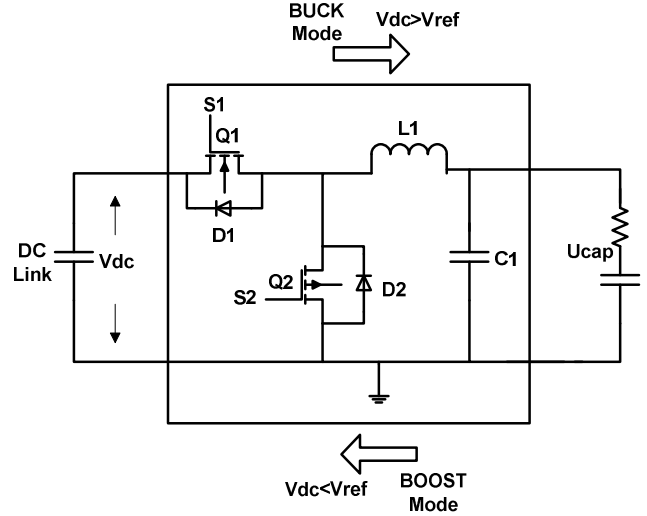 BUCK
Mode
Vdc>Vref
S1
Q1
L1
D1
DC
Link
Vdc
Q2
S2
D2
C1
Ucap
Vdc<Vref
BOOST
Mode